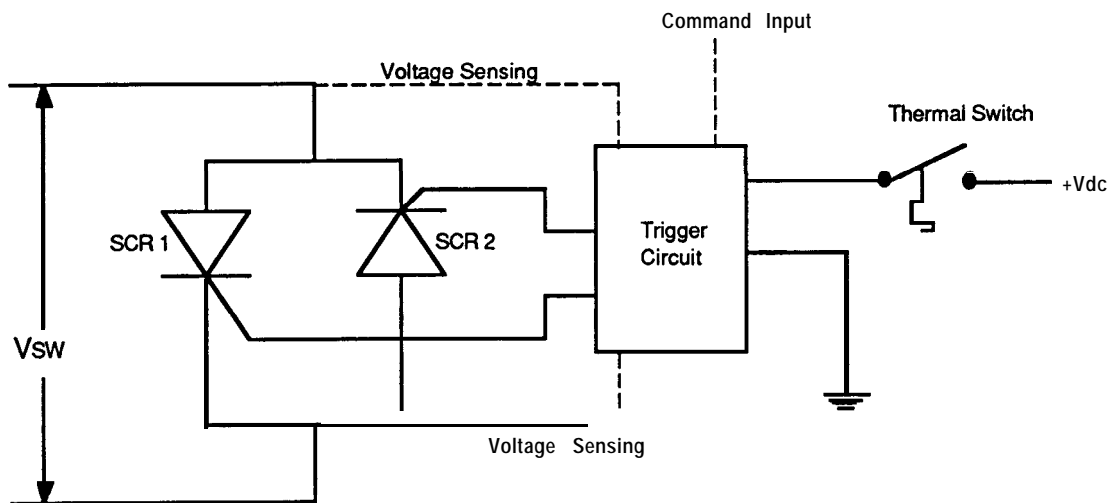 Command Input
Voltage Sensing
Thermal Switch
+Vdc
SCR 1
SCR 2
Trigger
Circuit
Vsw
Voltage Sensing